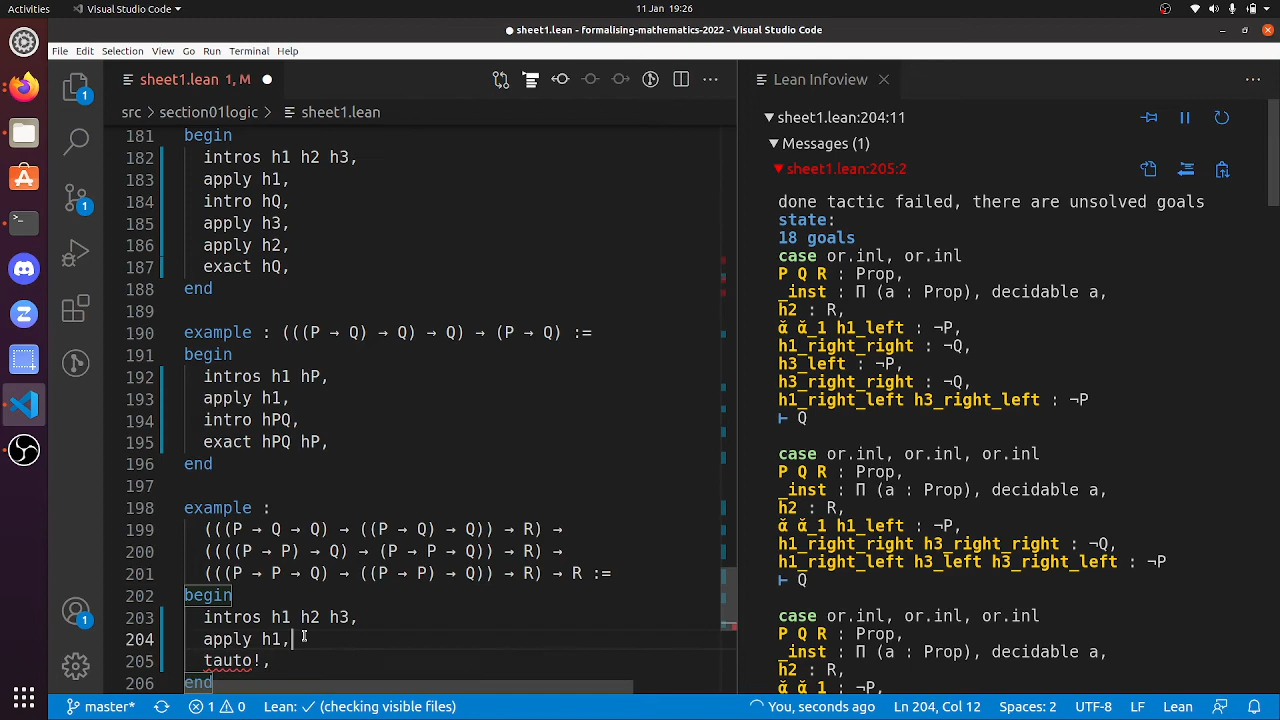 Activities
Visual Studio Code
11 Jan 19:26
● sheet1.lean - formalising-mathematics-2022 - Visual Studio Code
File Edit Selection View Go Run Terminal Help
sheet1.lean 1, M ●
src > section01logic > sheet1.lean
181 begin
182 intros h1 h2 h3,
183 apply h1,
184 intro hQ,
185 apply h3,
186 apply h2,
187 exact hQ,
188 end
189
190 example : (((P → Q) → Q) → Q) → (P → Q) :=
191 begin
192 intros h1 hP,
193 apply h1,
194 intro hPQ,
195 exact hPQ hP,
196 end
197
198 example :
199 (((P → Q → Q) → ((P → Q) → Q)) → R) →
200 ((((P → P) → Q) → (P → P → Q)) → R) →
201 (((P → P → Q) → ((P → P) → Q)) → R) → R :=
202 begin
203 intros h1 h2 h3,
204 apply h1,
205 tauto!,
206 end
1
1
1
Lean Infoview
sheet1.lean:204:11
Messages (1)
sheet1.lean:205:2
done tactic failed, there are unsolved goals
state:
18 goals
case or.inl, or.inl
P Q R : Prop,
_inst : Π (a : Prop), decidable a,
h2 : R,
ᾰ ᾰ_1 h1_left : ¬P,
h1_right_right : ¬Q,
h3_left : ¬P,
h3_right_right : ¬Q,
h1_right_left h3_right_left : ¬P
⊢ Q
case or.inl, or.inl, or.inl
P Q R : Prop,
_inst : Π (a : Prop), decidable a,
h2 : R,
ᾰ ᾰ_1 h1_left : ¬P,
h1_right_right h3_right_right : ¬Q,
h1_right_left h3_left h3_right_left : ¬P
⊢ Q
case or.inl, or.inl, or.inl
P Q R : Prop,
_inst : Π (a : Prop), decidable a,
h2 : R,
ᾰ ᾰ_1 : ¬P,
master* 1 0 Lean: ✓ (checking visible files) You, seconds ago Ln 204, Col 12 Spaces: 2 UTF-8 LF Lean